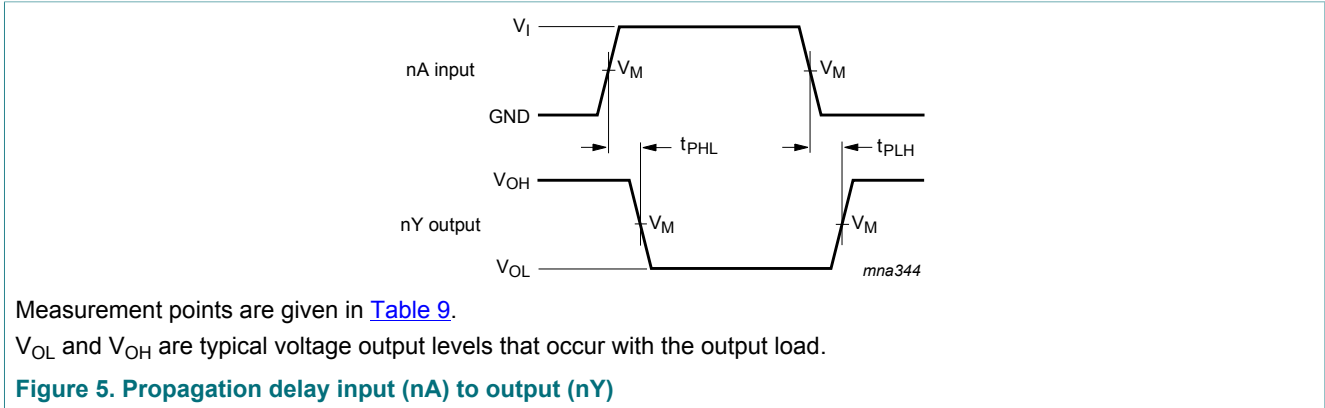 VI
nA input
VM
VM
GND
tPHL
tPLH
VOH
nY output
VM
VM
VOL
mna344
Measurement points are given in Table 9.
VOL and VOH are typical voltage output levels that occur with the output load.
Figure 5. Propagation delay input (nA) to output (nY)